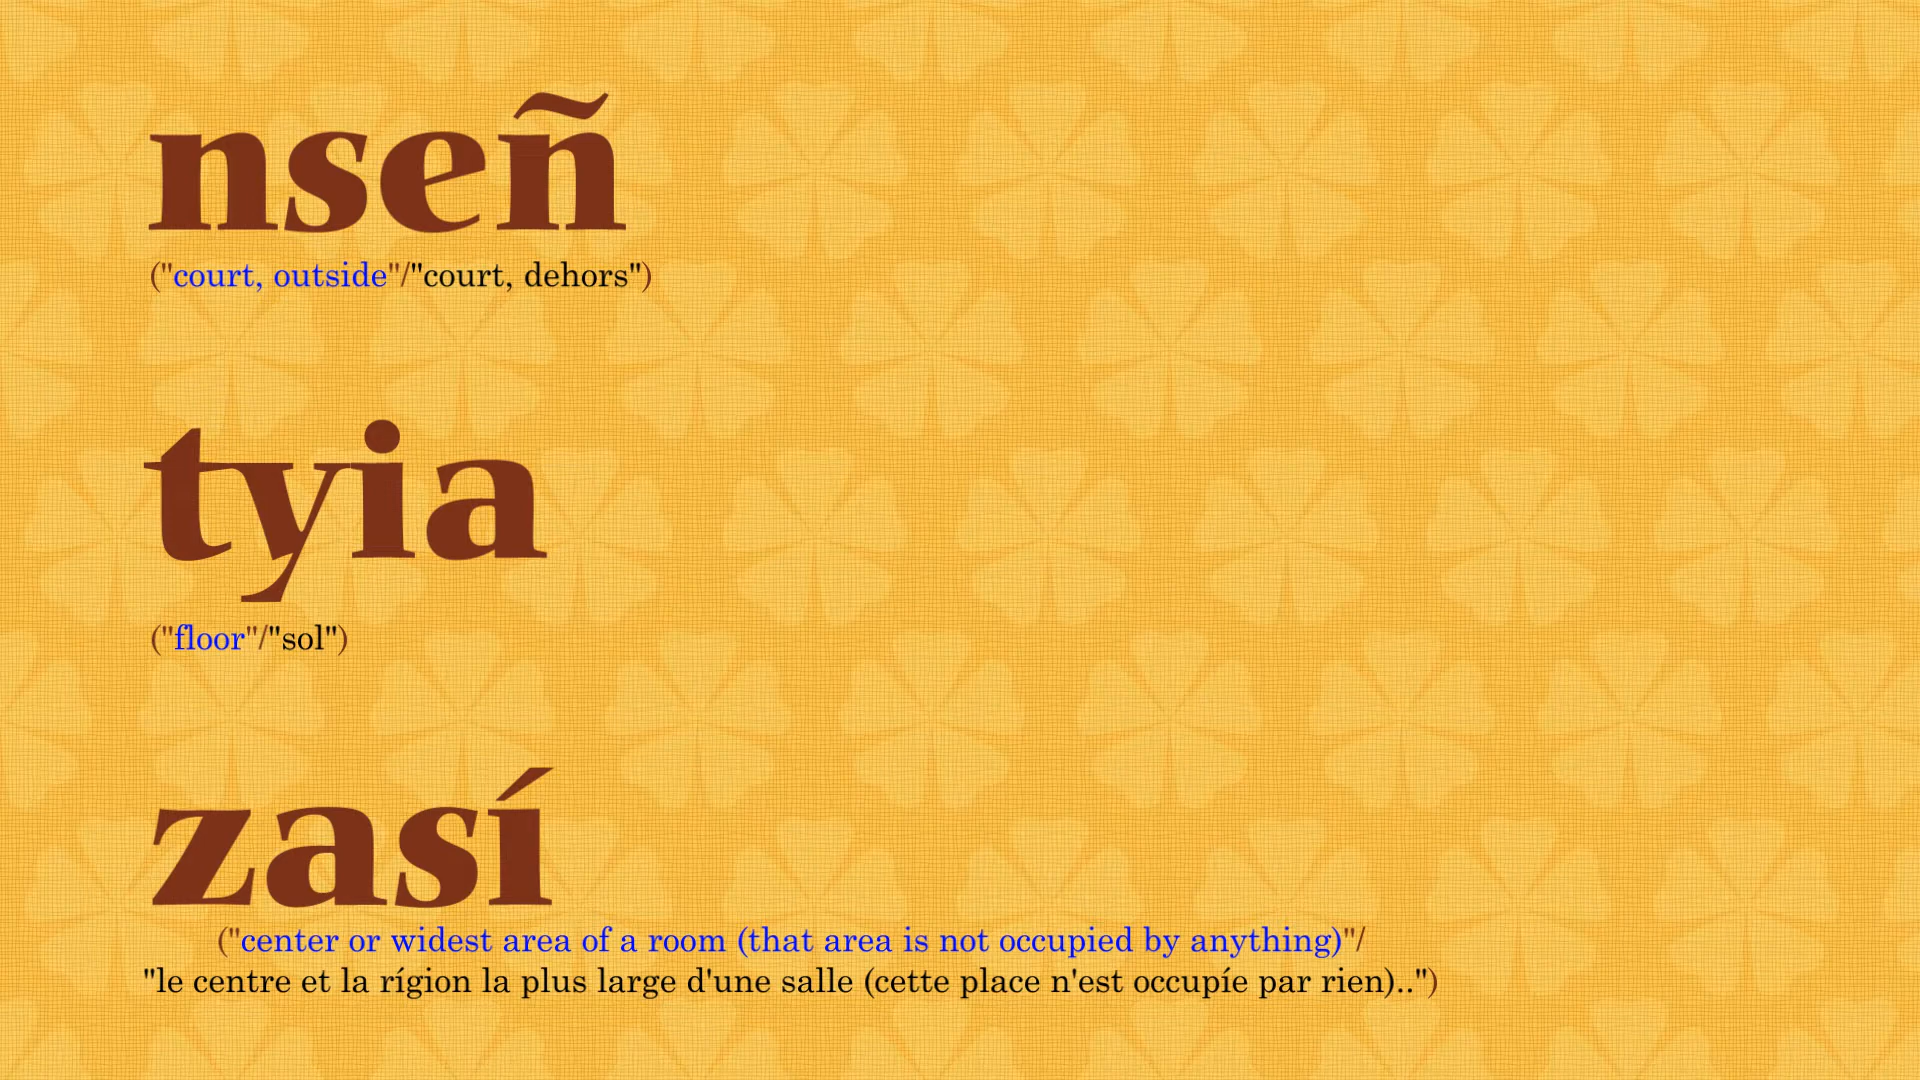 nseñ
("court, outside"/"court, dehors")
tyia
("floor"/"sol")
zasí
("center or widest area of a room (that area is not occupied by anything)"/
"le centre et la rígion la plus large d'une salle (cette place n'est occupíe par rien)..")